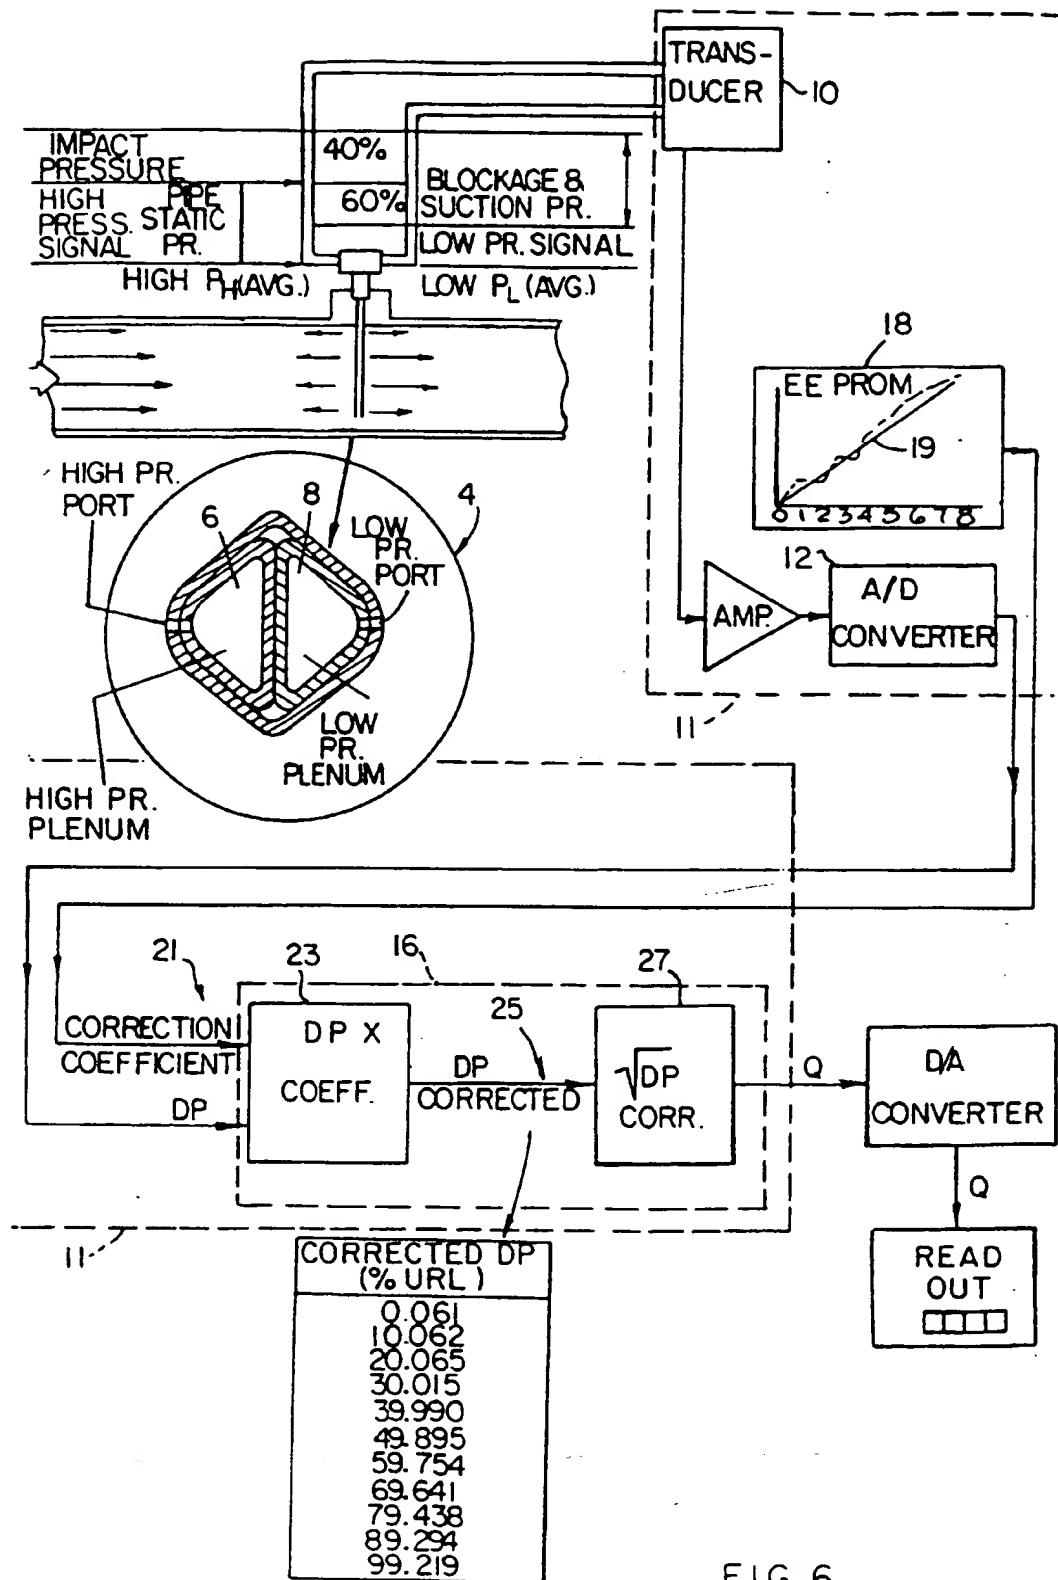 TRANS-
DUCER
10
IMPACT
PRESSURE
40%
HIGH
PRESS.
SIGNAL
PIPE
STATIC
PR.
60%
BLOCKAGE &
SUCTION PR.
LOW PR. SIGNAL
HIGH PH(AVG.)
LOW PL (AVG.)
18
EE PROM
19
0 1 2 3 4 5 6 7 8
HIGH PR.
PORT
6
8
4
LOW
PR.
PORT
12
AMP.
A/D
CONVERTER
LOW
PR.
PLENUM
11
HIGH PR.
PLENUM
21
23
16
25
27
CORRECTION
COEFFICIENT
DP
DP X
COEFF.
DP
CORRECTED
√DP
CORR.
Q
D/A
CONVERTER
Q
11
READ
OUT
CORRECTED DP
(% URL)
0.061
10.062
20.065
30.015
39.990
49.895
59.754
69.641
79.438
89.294
99.219
FIG. 6